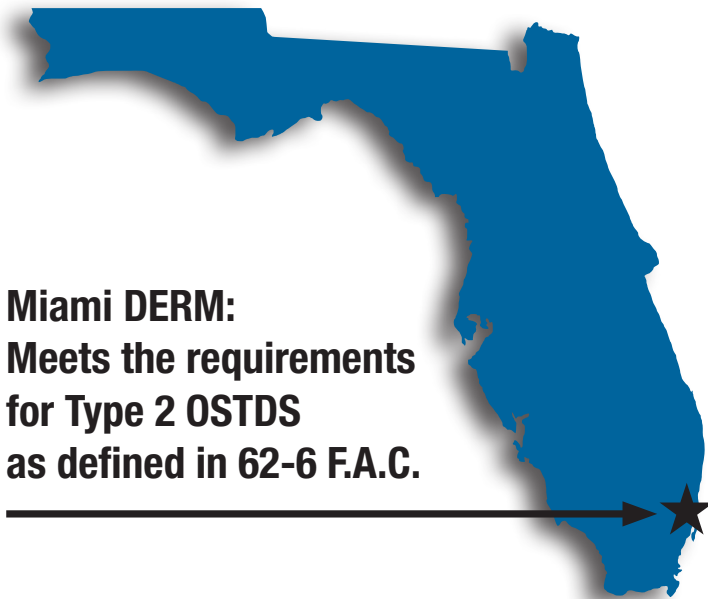 Miami DERM:
Meets the requirements
for Type 2 OSTDS
as defined in 62-6 F.A.C.